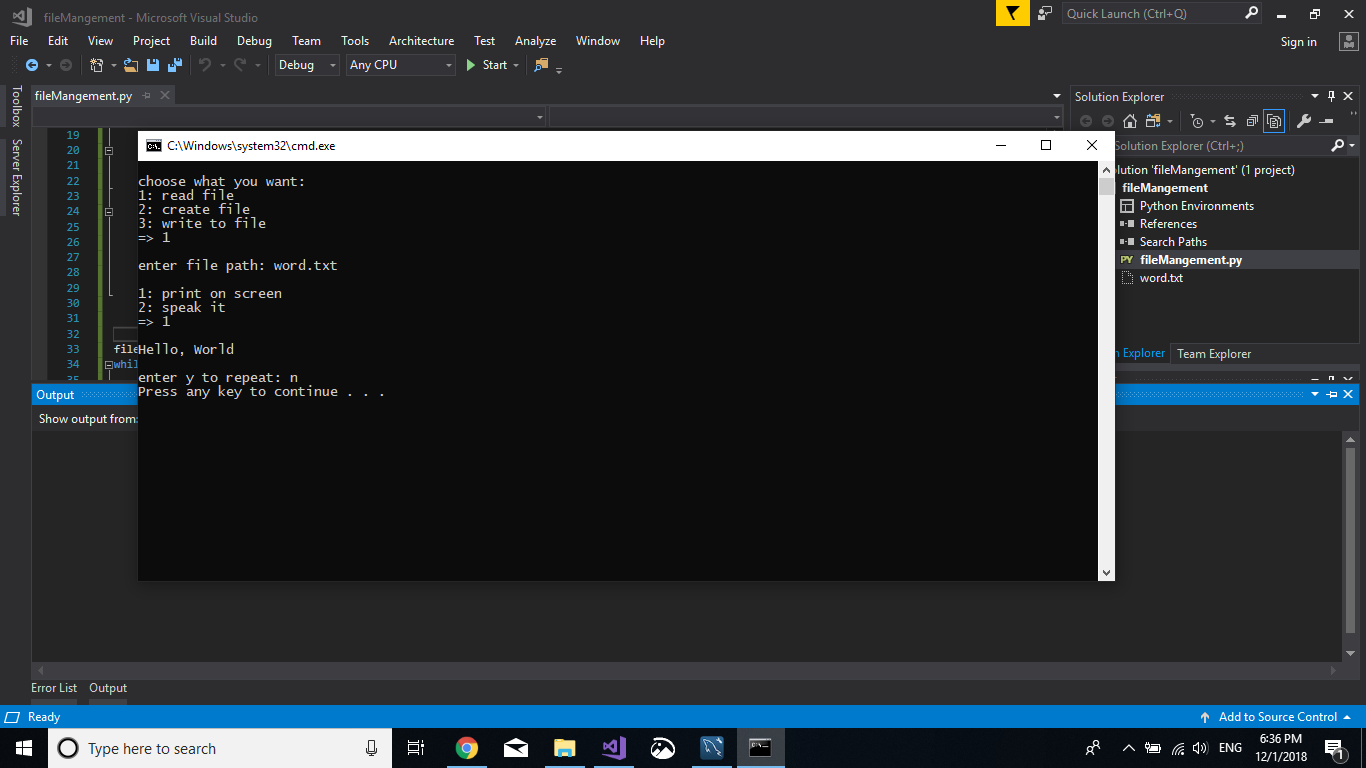 fileMangement - Microsoft Visual Studio
Quick Launch (Ctrl+Q)
File Edit View Project Build Debug Team Tools Architecture Test Analyze Window Help
Sign in
Debug Any CPU Start
Toolbox
Server Explorer
fileMangement.py
Solution Explorer
19
20
21
22
23
24
25
26
27
28
29
30
31
32
33 file
34 whil
35
C:\Windows\system32\cmd.exe
choose what you want:
1: read file
2: create file
3: write to file
=> 1
enter file path: word.txt
1: print on screen
2: speak it
=> 1
Hello, World
enter y to repeat: n
Press any key to continue . . .
Solution Explorer (Ctrl+;)
lution 'fileMangement' (1 project)
fileMangement
Python Environments
References
Search Paths
PY fileMangement.py
word.txt
n Explorer Team Explorer
Output
Show output from:
Error List Output
Ready
Add to Source Control
Type here to search
ENG
6:36 PM
12/1/2018
1